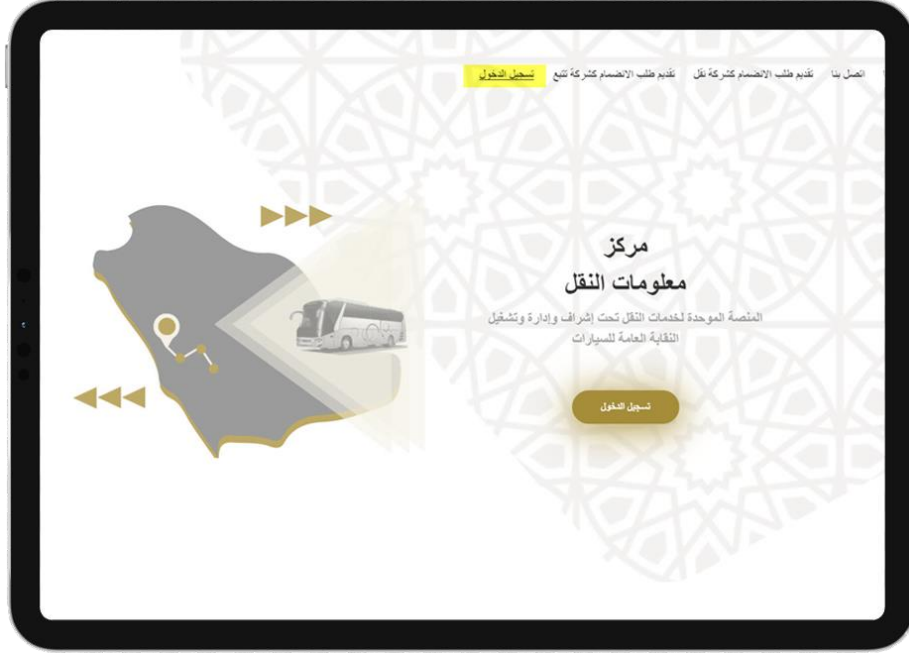 اتصل بنا تقديم طلب الانضمام كشركة نقل تقديم طلب الانضمام كشركة تتبع تسجيل الدخول
مركز
معلومات النقل
المنصة الموحدة لخدمات النقل تحت إشراف وإدارة وتشغيل
النقابة العامة للسيارات
تسجيل الدخول